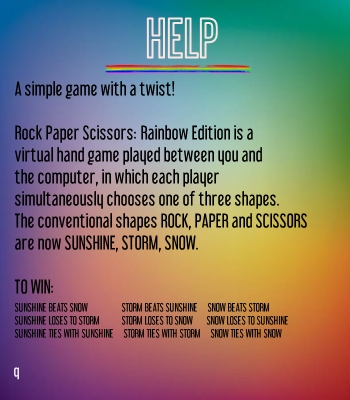 HELP
A simple game with a twist!
Rock Paper Scissors: Rainbow Edition is a
virtual hand game played between you and
the computer, in which each player
simultaneously chooses one of three shapes.
The conventional shapes ROCK, PAPER and SCISSORS
are now SUNSHINE, STORM, SNOW.
TO WIN:
SUNSHINE BEATS SNOW STORM BEATS SUNSHINE SNOW BEATS STORM
SUNSHINE LOSES TO STORM STORM LOSES TO SNOW SNOW LOSES TO SUNSHINE
SUNSHINE TIES WITH SUNSHINE STORM TIES WITH STORM SNOW TIES WITH SNOW
q